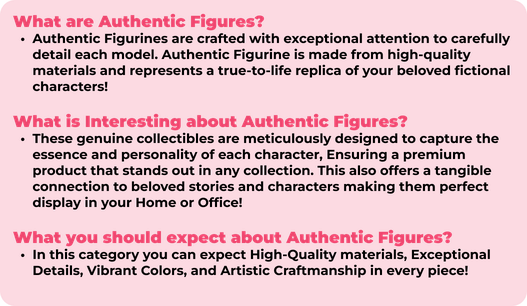 What are Authentic Figures?
• Authentic Figurines are crafted with exceptional attention to carefully
detail each model. Authentic Figurine is made from high-quality
materials and represents a true-to-life replica of your beloved fictional
characters!
What is Interesting about Authentic Figures?
• These genuine collectibles are meticulously designed to capture the
essence and personality of each character, Ensuring a premium
product that stands out in any collection. This also offers a tangible
connection to beloved stories and characters making them perfect
display in your Home or Office!
What you should expect about Authentic Figures?
• In this category you can expect High-Quality materials, Exceptional
Details, Vibrant Colors, and Artistic Craftmanship in every piece!